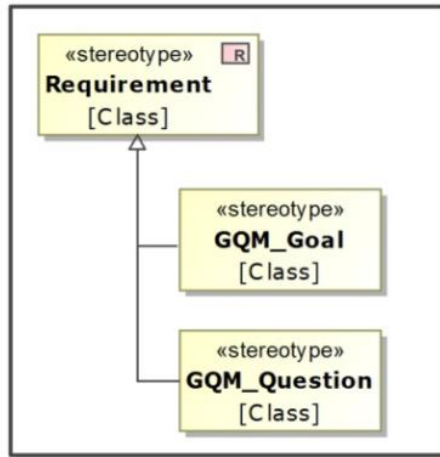 «stereotype»
R
Requirement
[Class]
«stereotype»
GQM_Goal
[Class]
«stereotype»
GQM_Question
[Class]